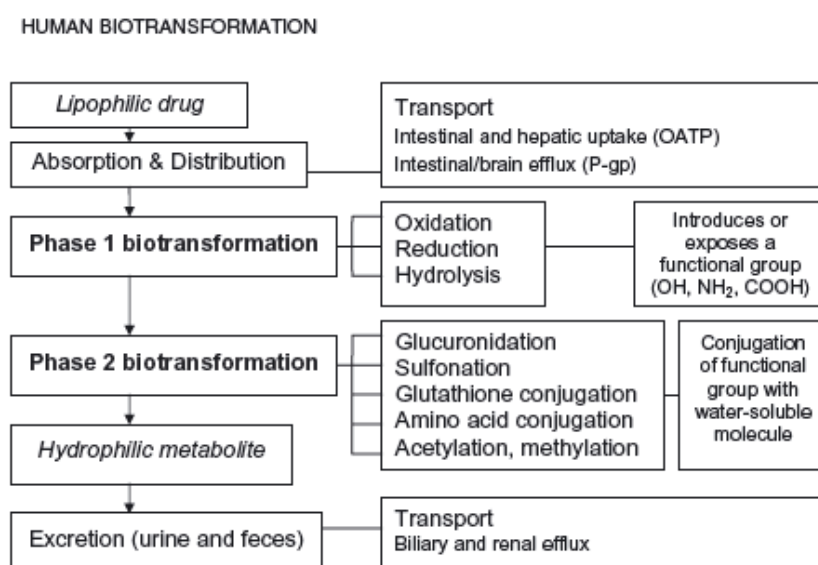 HUMAN BIOTRANSFORMATION
Lipophilic drug
Absorption & Distribution
Transport
Intestinal and hepatic uptake (OATP)
Intestinal/brain efflux (P-gp)
Phase 1 biotransformation
Oxidation
Reduction
Hydrolysis
Introduces or
exposes a
functional group
(OH, NH₂, COOH)
Phase 2 biotransformation
Glucuronidation
Sulfonation
Glutathione conjugation
Amino acid conjugation
Acetylation, methylation
Conjugation
of functional
group with
water-soluble
molecule
Hydrophilic metabolite
Excretion (urine and feces)
Transport
Biliary and renal efflux